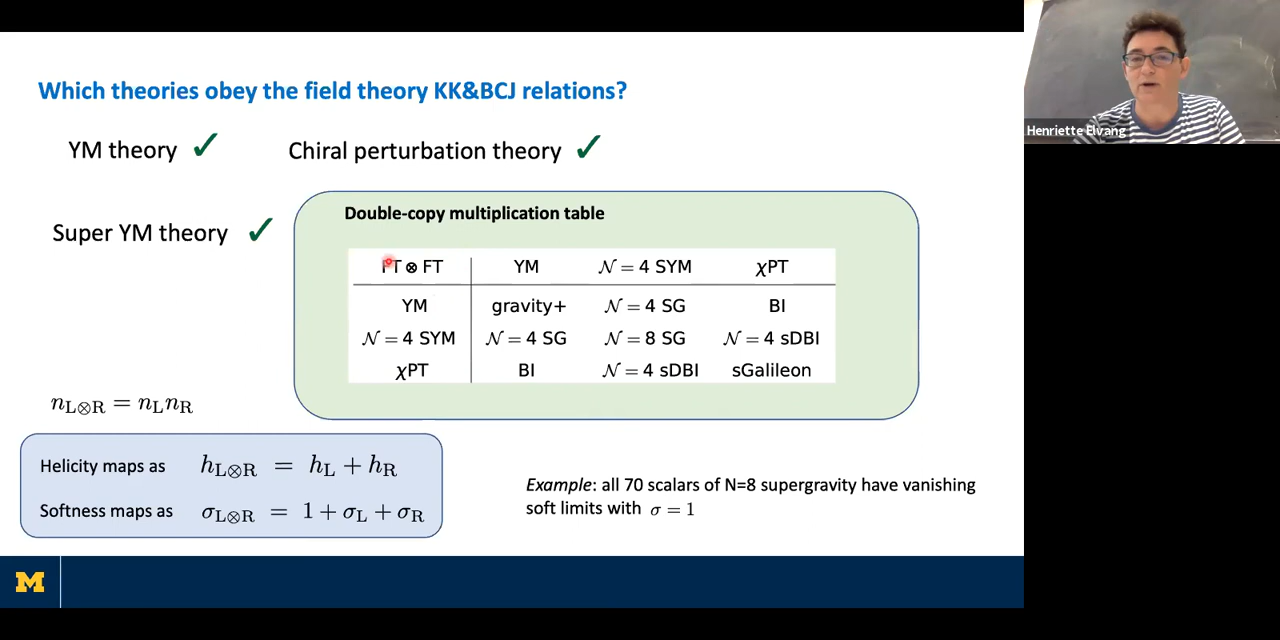 Which theories obey the field theory KK&BCJ relations?
YM theory ✓ Chiral perturbation theory ✓
Super YM theory ✓
Double-copy multiplication table
FT ⊗ FT YM 𝒩 = 4 SYM χPT
YM gravity+ 𝒩 = 4 SG BI
𝒩 = 4 SYM 𝒩 = 4 SG 𝒩 = 8 SG 𝒩 = 4 sDBI
χPT BI 𝒩 = 4 sDBI sGalileon
n_{L⊗R} = n_L n_R
Helicity maps as h_{L⊗R} = h_L + h_R
Softness maps as σ_{L⊗R} = 1 + σ_L + σ_R
Example: all 70 scalars of N=8 supergravity have vanishing
soft limits with σ = 1
M
Henriette Elvang